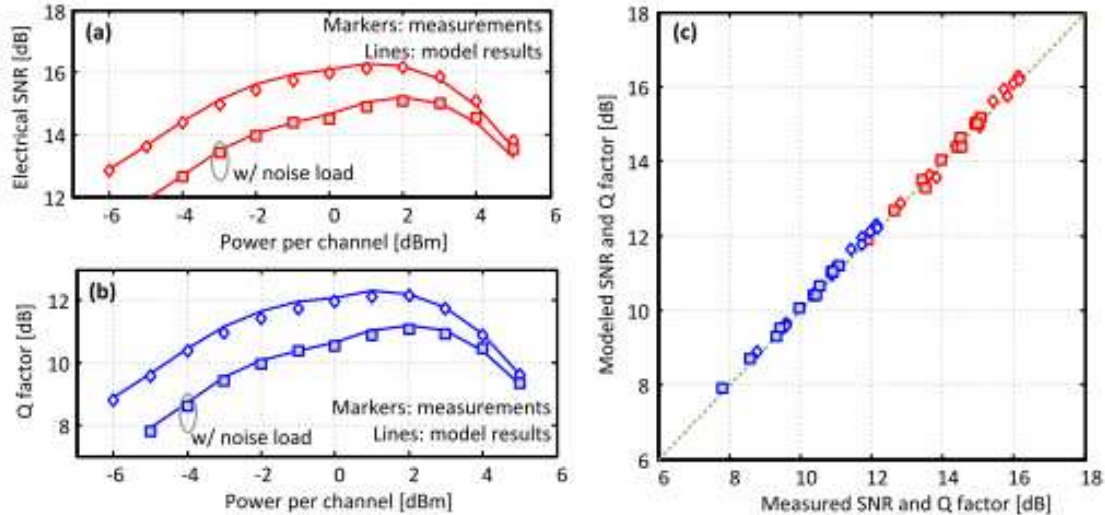 (a)
Markers: measurements
Lines: model results
w/ noise load
Electrical SNR [dB]
18
16
14
12
-6 -4 -2 0 2 4 6
Power per channel [dBm]
(b)
Markers: measurements
Lines: model results
w/ noise load
Q factor [dB]
12
10
8
-6 -4 -2 0 2 4 6
Power per channel [dBm]
(c)
Modeled SNR and Q factor [dB]
18
16
14
12
10
8
6
6 8 10 12 14 16 18
Measured SNR and Q factor [dB]